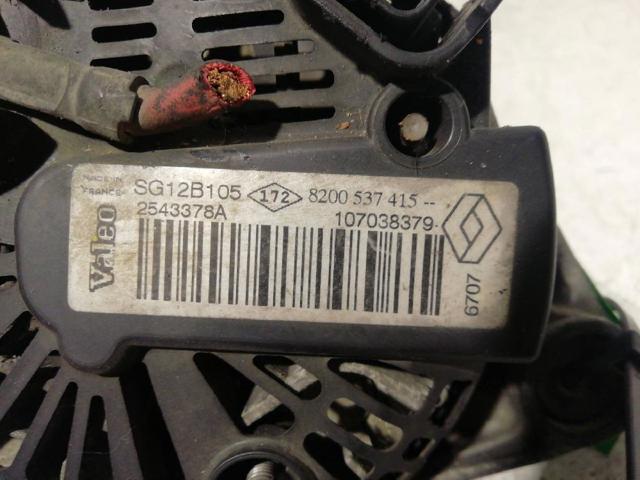 MADE IN
FRANCE
SG12B105 172 8200 537 415 --
2543378A 107038379
Valeo
6707